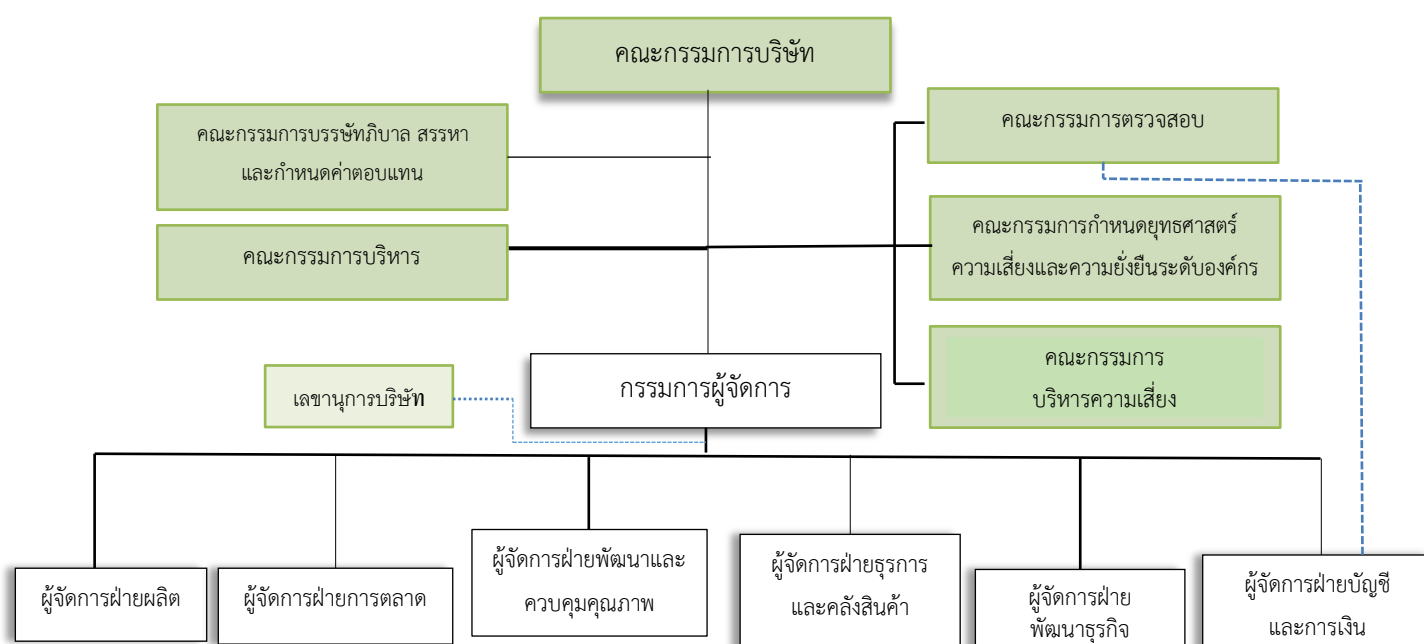 คณะกรรมการบริษัท
คณะกรรมการบรรษัทภิบาล สรรหา
และกำหนดค่าตอบแทน
คณะกรรมการตรวจสอบ
คณะกรรมการบริหาร
คณะกรรมการกำหนดยุทธศาสตร์
ความเสี่ยงและความยั่งยืนระดับองค์กร
คณะกรรมการ
บริหารความเสี่ยง
กรรมการผู้จัดการ
เลขานุการบริษัท
ผู้จัดการฝ่ายผลิต
ผู้จัดการฝ่ายการตลาด
ผู้จัดการฝ่ายพัฒนาและ
ควบคุมคุณภาพ
ผู้จัดการฝ่ายธุรการ
และคลังสินค้า
ผู้จัดการฝ่าย
พัฒนาธุรกิจ
ผู้จัดการฝ่ายบัญชี
และการเงิน